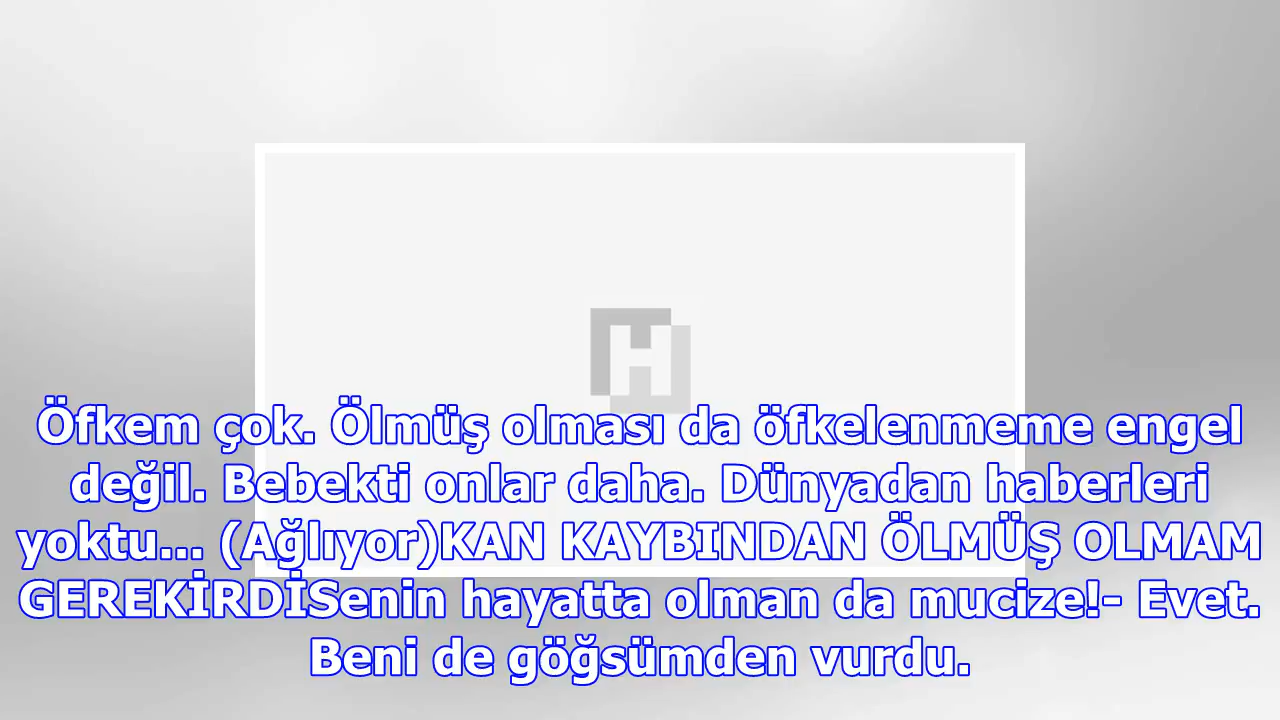 H
Öfkem çok. Ölmüş olması da öfkelenmeme engel
değil. Bebekti onlar daha. Dünyadan haberleri
yoktu... (Ağlıyor)KAN KAYBINDAN ÖLMÜŞ OLMAM
GEREKİRDİSenin hayatta olman da mucize!- Evet.
Beni de göğsümden vurdu.